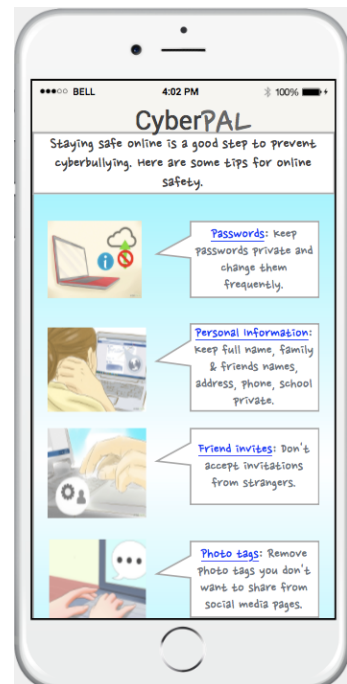 BELL 4:02 PM 100%
CyberPAL
Staying safe online is a good step to prevent
cyberbullying. Here are some tips for online
safety.
Passwords: Keep
passwords private and
change them
frequently.
Personal Information:
Keep full name, family
& friends names,
address, phone, school
private.
Friend invites: Don't
accept invitations
from strangers.
Photo tags: Remove
photo tags you don't
want to share from
social media pages.